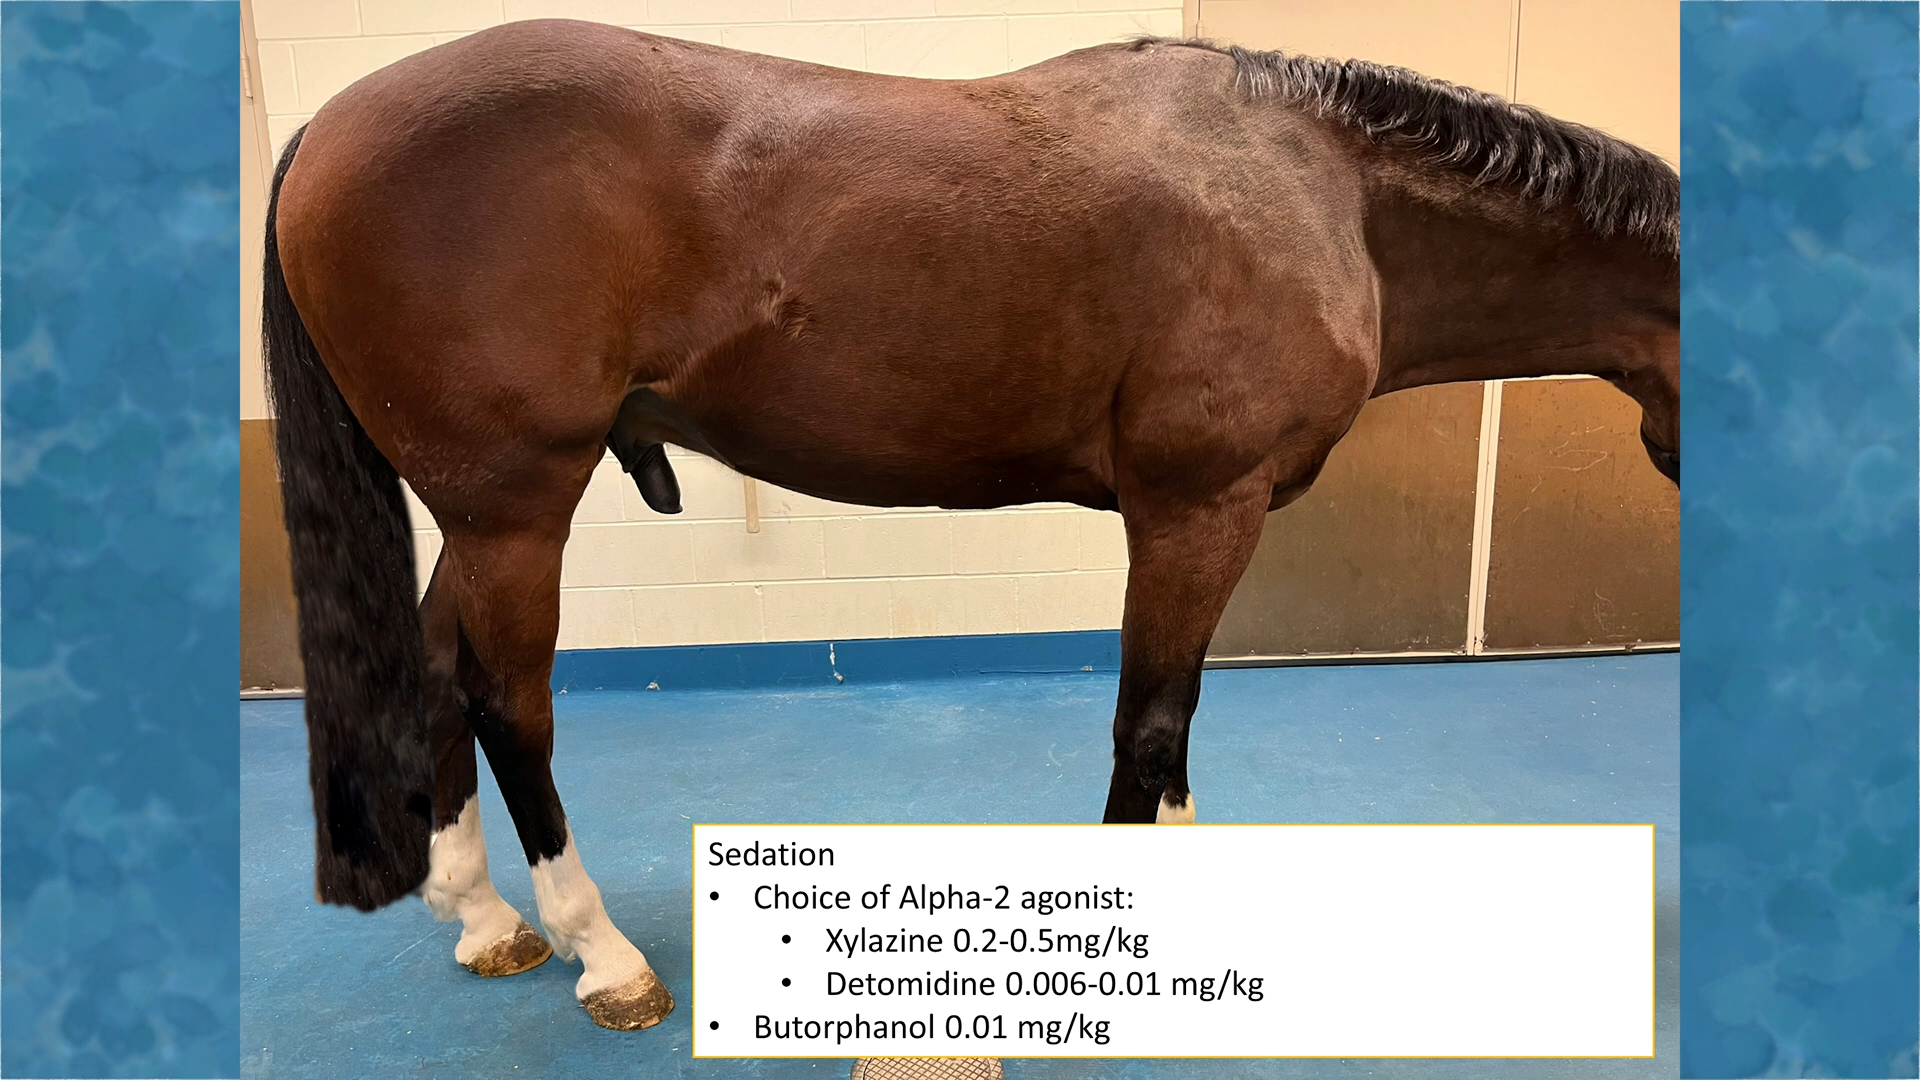 Sedation
• Choice of Alpha-2 agonist:
• Xylazine 0.2-0.5mg/kg
• Detomidine 0.006-0.01 mg/kg
• Butorphanol 0.01 mg/kg